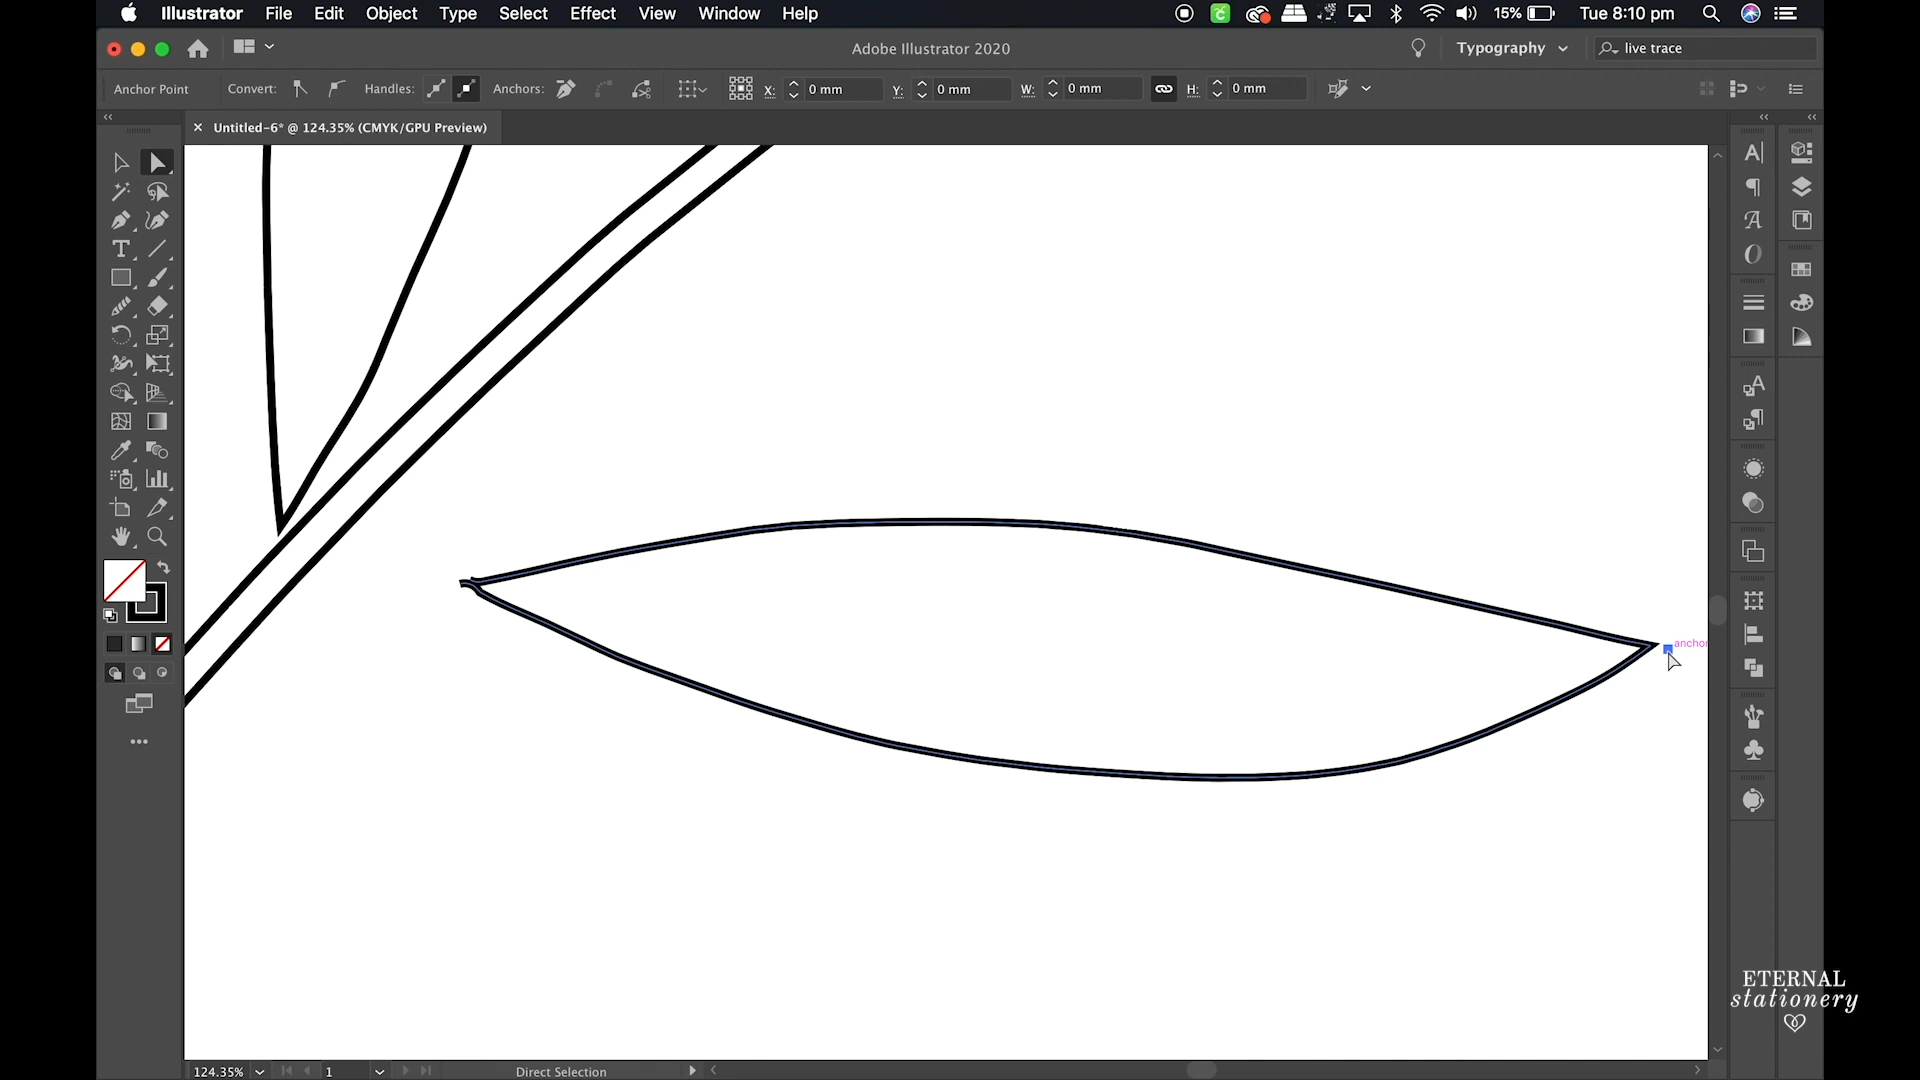 Illustrator File Edit Object Type Select Effect View Window Help 15% Tue 8:10 pm
Adobe Illustrator 2020 Typography live trace
Anchor Point Convert: Handles: Anchors: X: 0 mm Y: 0 mm W: 0 mm H: 0 mm
Untitled-6* @ 124.35% (CMYK/GPU Preview)
anchor
ETERNAL
stationery
124.35% 1 Direct Selection